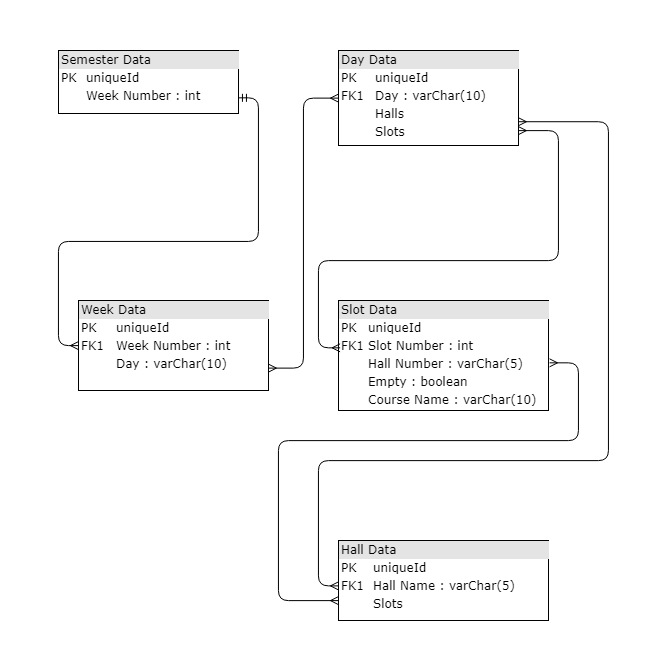 Semester Data
PK uniqueId
Week Number : int
Day Data
PK uniqueId
FK1 Day : varChar(10)
Halls
Slots
Week Data
PK uniqueId
FK1 Week Number : int
Day : varChar(10)
Slot Data
PK uniqueId
FK1 Slot Number : int
Hall Number : varChar(5)
Empty : boolean
Course Name : varChar(10)
Hall Data
PK uniqueId
FK1 Hall Name : varChar(5)
Slots